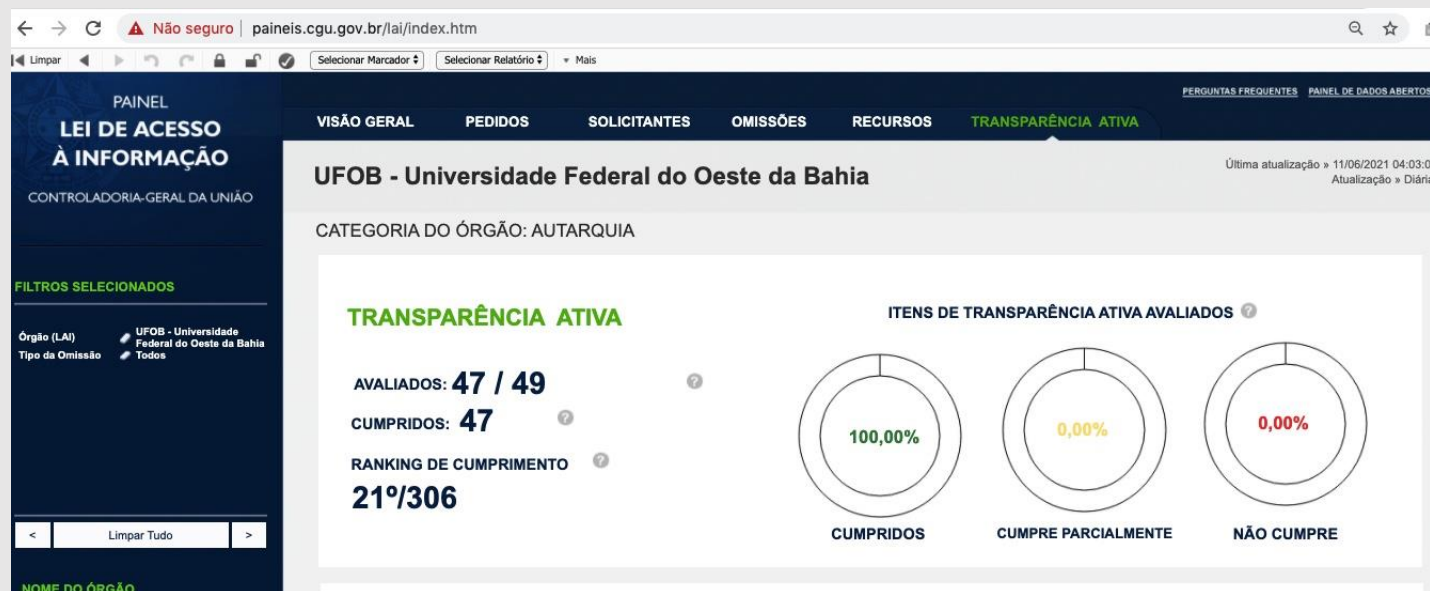 Não seguro | paineis.cgu.gov.br/lai/index.htm
Limpar Selecionar Marcador Selecionar Relatório Mais
PERGUNTAS FREQUENTES PAINEL DE DADOS ABERTOS
PAINEL
LEI DE ACESSO
À INFORMAÇÃO
CONTROLADORIA-GERAL DA UNIÃO
VISÃO GERAL PEDIDOS SOLICITANTES OMISSÕES RECURSOS TRANSPARÊNCIA ATIVA
UFOB - Universidade Federal do Oeste da Bahia
Última atualização » 11/06/2021 04:03:0
Atualização » Diária
CATEGORIA DO ÓRGÃO: AUTARQUIA
FILTROS SELECIONADOS
Órgão (LAI) UFOB - Universidade
Federal do Oeste da Bahia
Tipo da Omissão Todos
< Limpar Tudo >
NOME DO ÓRGÃO
TRANSPARÊNCIA ATIVA
AVALIADOS: 47 / 49 ?
CUMPRIDOS: 47 ?
RANKING DE CUMPRIMENTO ?
21º/306
ITENS DE TRANSPARÊNCIA ATIVA AVALIADOS ?
100,00% 0,00% 0,00%
CUMPRIDOS CUMPRE PARCIALMENTE NÃO CUMPRE